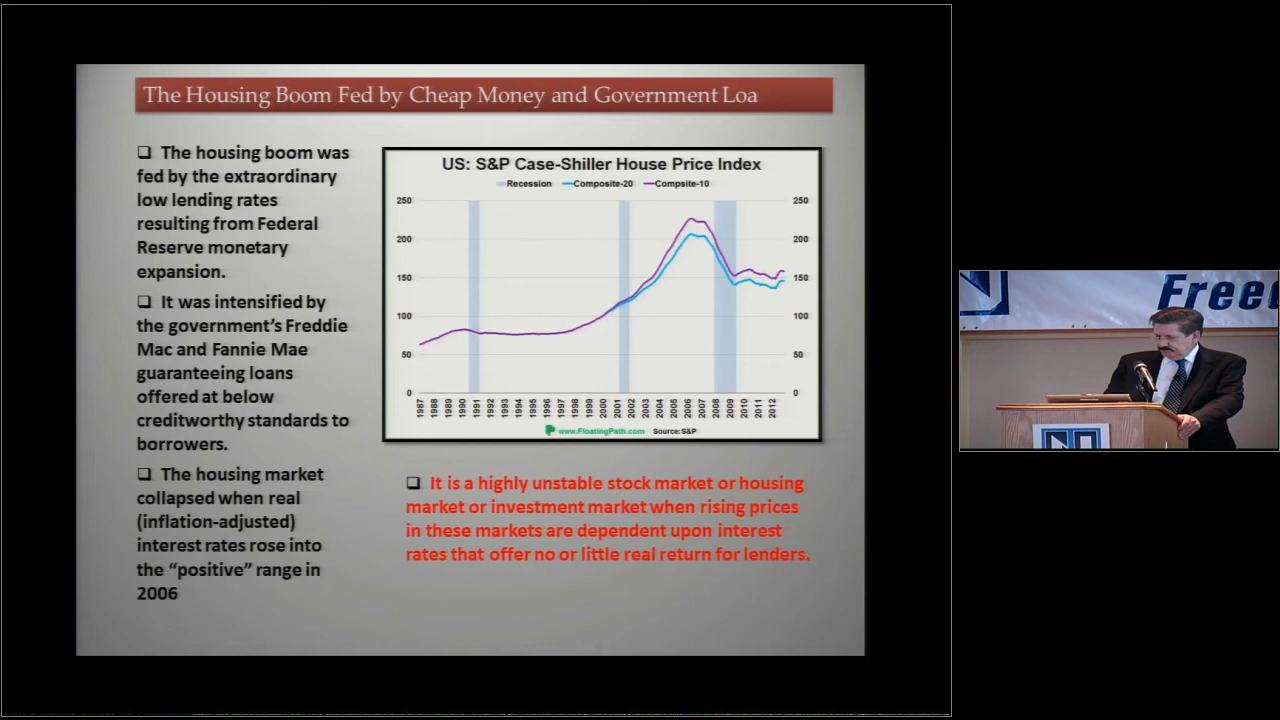 The Housing Boom Fed by Cheap Money and Government Loa
❑ The housing boom was
fed by the extraordinary
low lending rates
resulting from Federal
Reserve monetary
expansion.
❑ It was intensified by
the government's Freddie
Mac and Fannie Mae
guaranteeing loans
offered at below
creditworthy standards to
borrowers.
❑ The housing market
collapsed when real
(inflation-adjusted)
interest rates rose into
the “positive” range in
2006
US: S&P Case-Shiller House Price Index
Recession Composite-20 Compsite-10
250 250
200 200
150 150
100 100
50 50
0 0
1987 1988 1989 1990 1991 1992 1993 1994 1995 1996 1997 1998 1999 2000 2001 2002 2003 2004 2005 2006 2007 2008 2009 2010 2011 2012
www.FloatingPath.com Source: S&P
❑ It is a highly unstable stock market or housing
market or investment market when rising prices
in these markets are dependent upon interest
rates that offer no or little real return for lenders.